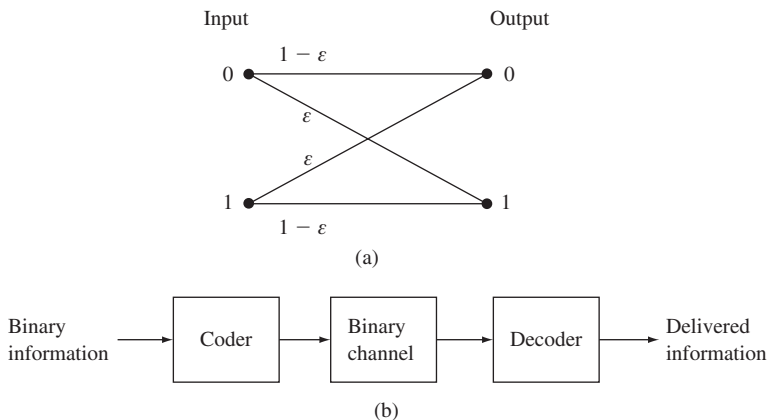 Input
Output
1 − ε
0
0
ε
ε
1
1
1 − ε
(a)
Binary
information
Coder
Binary
channel
Decoder
Delivered
information
(b)